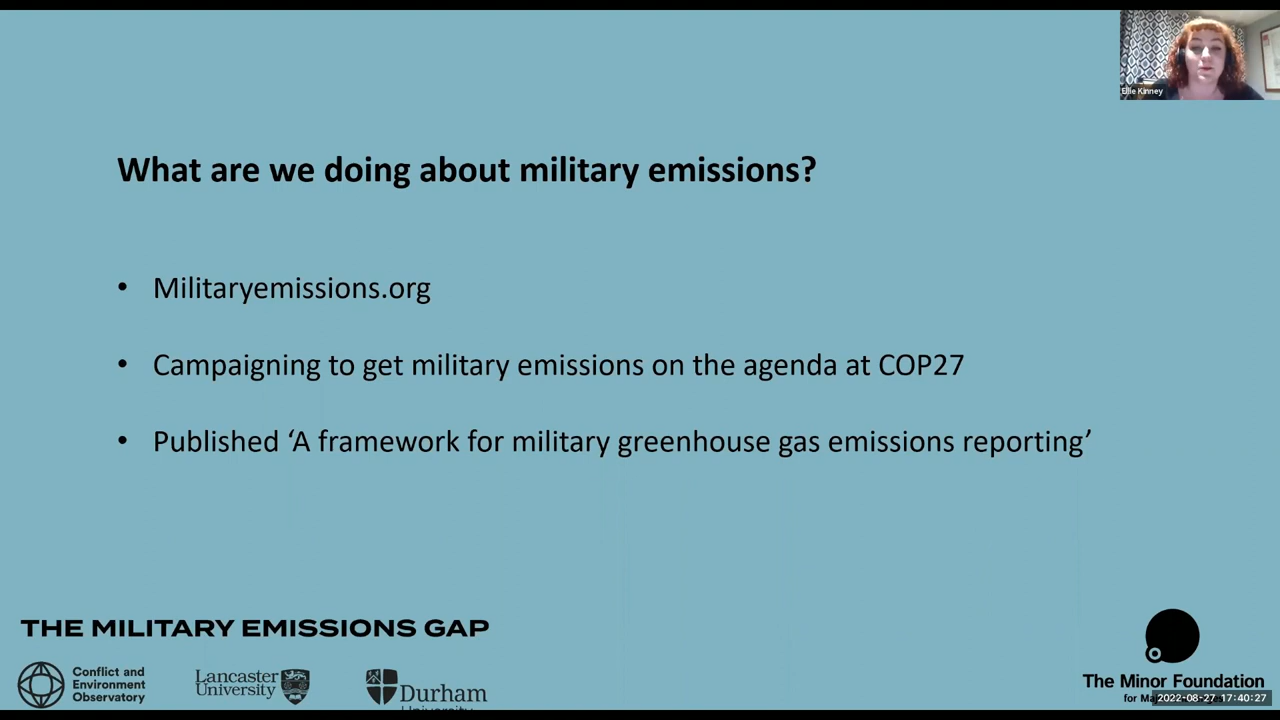 Ellie Kinney
What are we doing about military emissions?
• Militaryemissions.org
• Campaigning to get military emissions on the agenda at COP27
• Published ‘A framework for military greenhouse gas emissions reporting’
THE MILITARY EMISSIONS GAP
Conflict and
Environment
Observatory
Lancaster
University
Durham
University
The Minor Foundation
for
2022-08-27 17:40:27